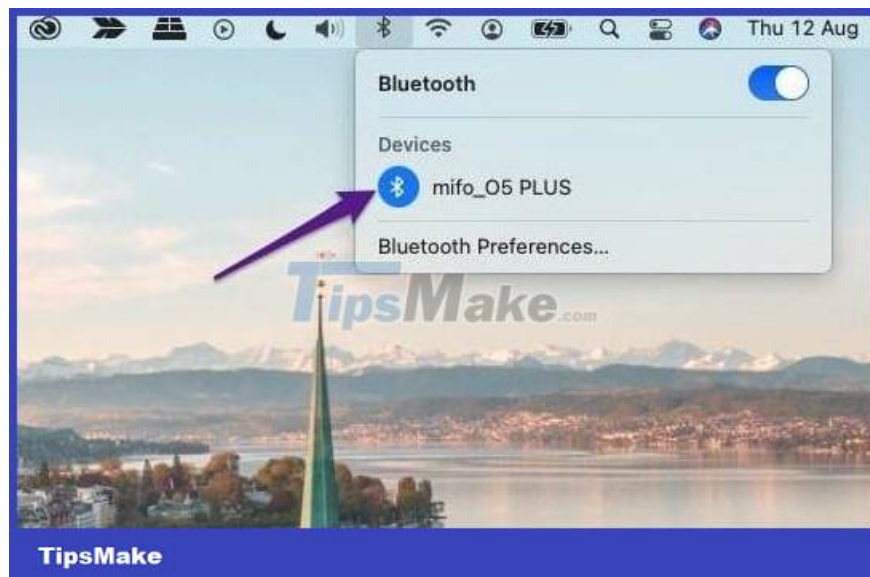 Thu 12 Aug
Bluetooth
Devices
mifo_O5 PLUS
Bluetooth Preferences...
TipsMake.com
TipsMake